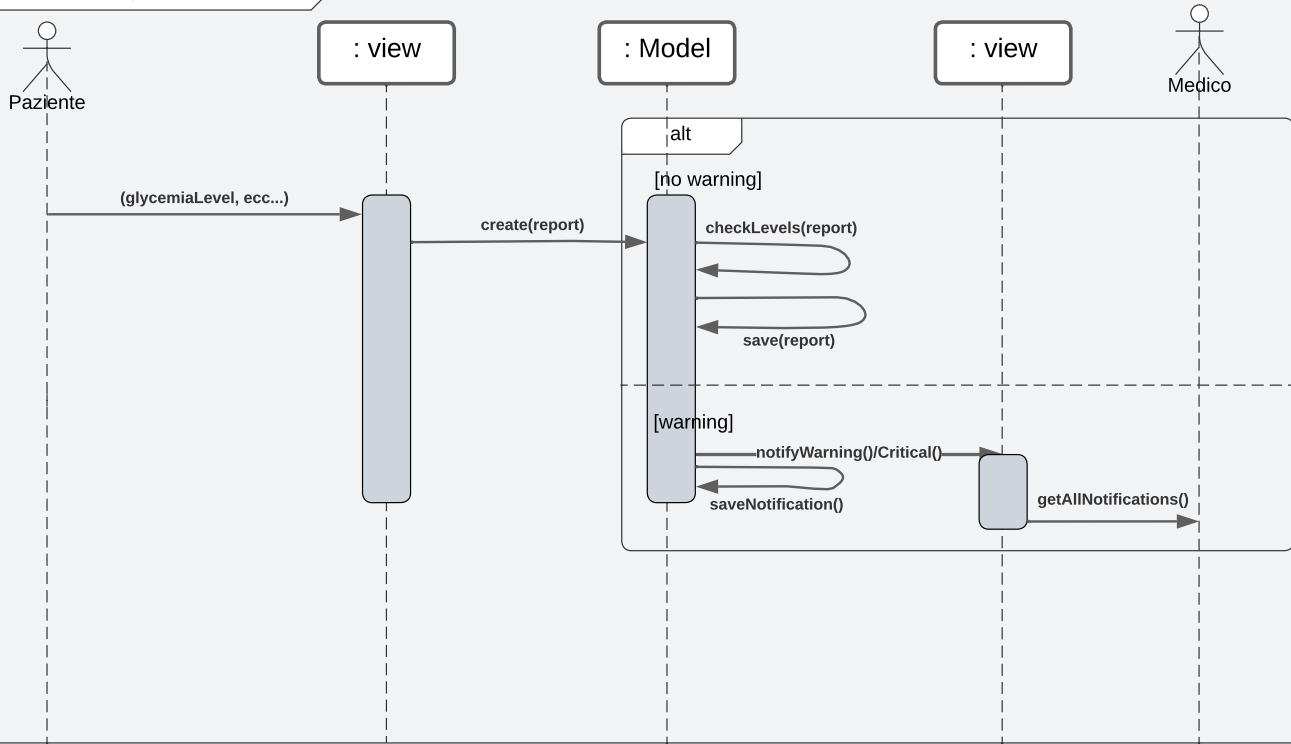 : view
: Model
: view
Paziente
Medico
alt
[no warning]
(glycemiaLevel, ecc...)
create(report)
checkLevels(report)
save(report)
[warning]
notifyWarning()/Critical()
saveNotification()
getAllNotifications()